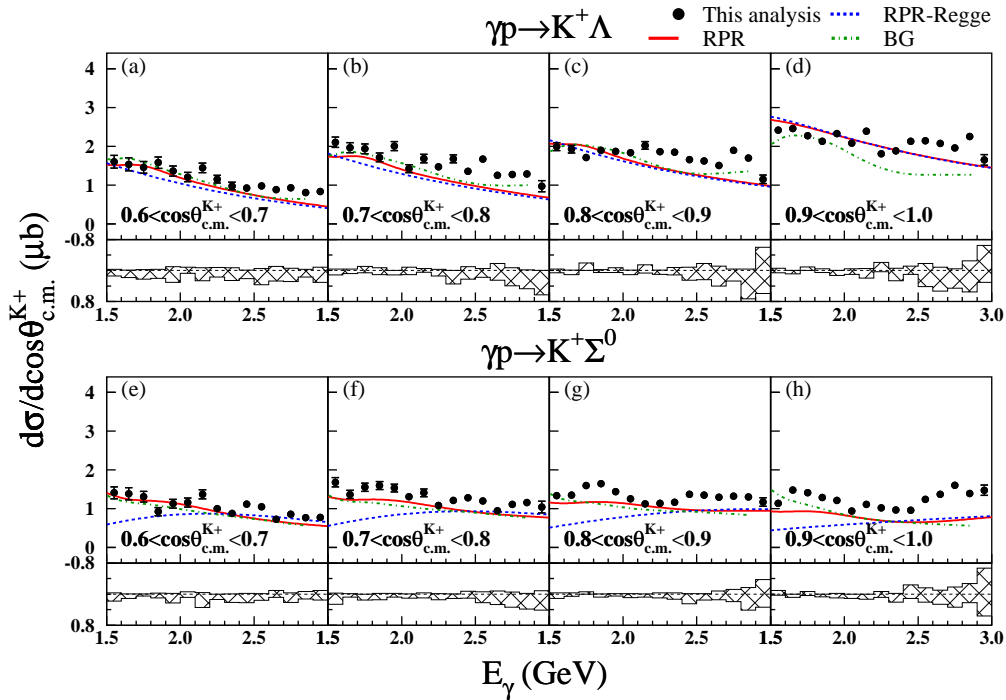 γp→K⁺Λ
This analysis
RPR
RPR-Regge
BG
dσ/dcosθ^{K+}_{c.m.} (μb)
4
3
2
1
0
-0.8
0.8
(a)
0.6<cosθ^{K+}_{c.m.}<0.7
(b)
0.7<cosθ^{K+}_{c.m.}<0.8
(c)
0.8<cosθ^{K+}_{c.m.}<0.9
(d)
0.9<cosθ^{K+}_{c.m.}<1.0
1.5 2.0 2.5 1.5 2.0 2.5 1.5 2.0 2.5 1.5 2.0 2.5 3.0
γp→K⁺Σ⁰
4
3
2
1
0
-0.8
0.8
(e)
0.6<cosθ^{K+}_{c.m.}<0.7
(f)
0.7<cosθ^{K+}_{c.m.}<0.8
(g)
0.8<cosθ^{K+}_{c.m.}<0.9
(h)
0.9<cosθ^{K+}_{c.m.}<1.0
1.5 2.0 2.5 1.5 2.0 2.5 1.5 2.0 2.5 1.5 2.0 2.5 3.0
E_γ (GeV)